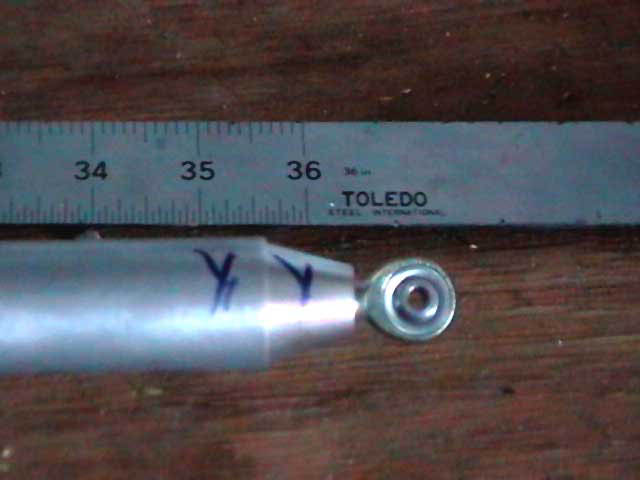 34 35 36 36 in
TOLEDO
STEEL INTERNATIONAL
Y Y